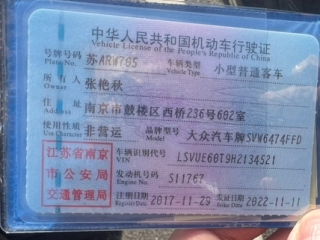 中华人民共和国机动车行驶证
Vehicle License of the People's Republic of China
号牌号码 苏ARW795 车辆类型 小型普通客车
Plate No. Vehicle Type
所有人 张艳秋
Owner
住址 南京市鼓楼区西桥236号602室
Address
使用性质 非营运 品牌型号 大众汽车牌SVW6474FFD
Use Character Model
江苏省南京市公安局交通管理局
车辆识别代号 LSVUE60T9H2134521
VIN
发动机号码 S11767
Engine No.
注册日期 2017-11-29 发证日期 2022-11-11
Register Date Issue Date